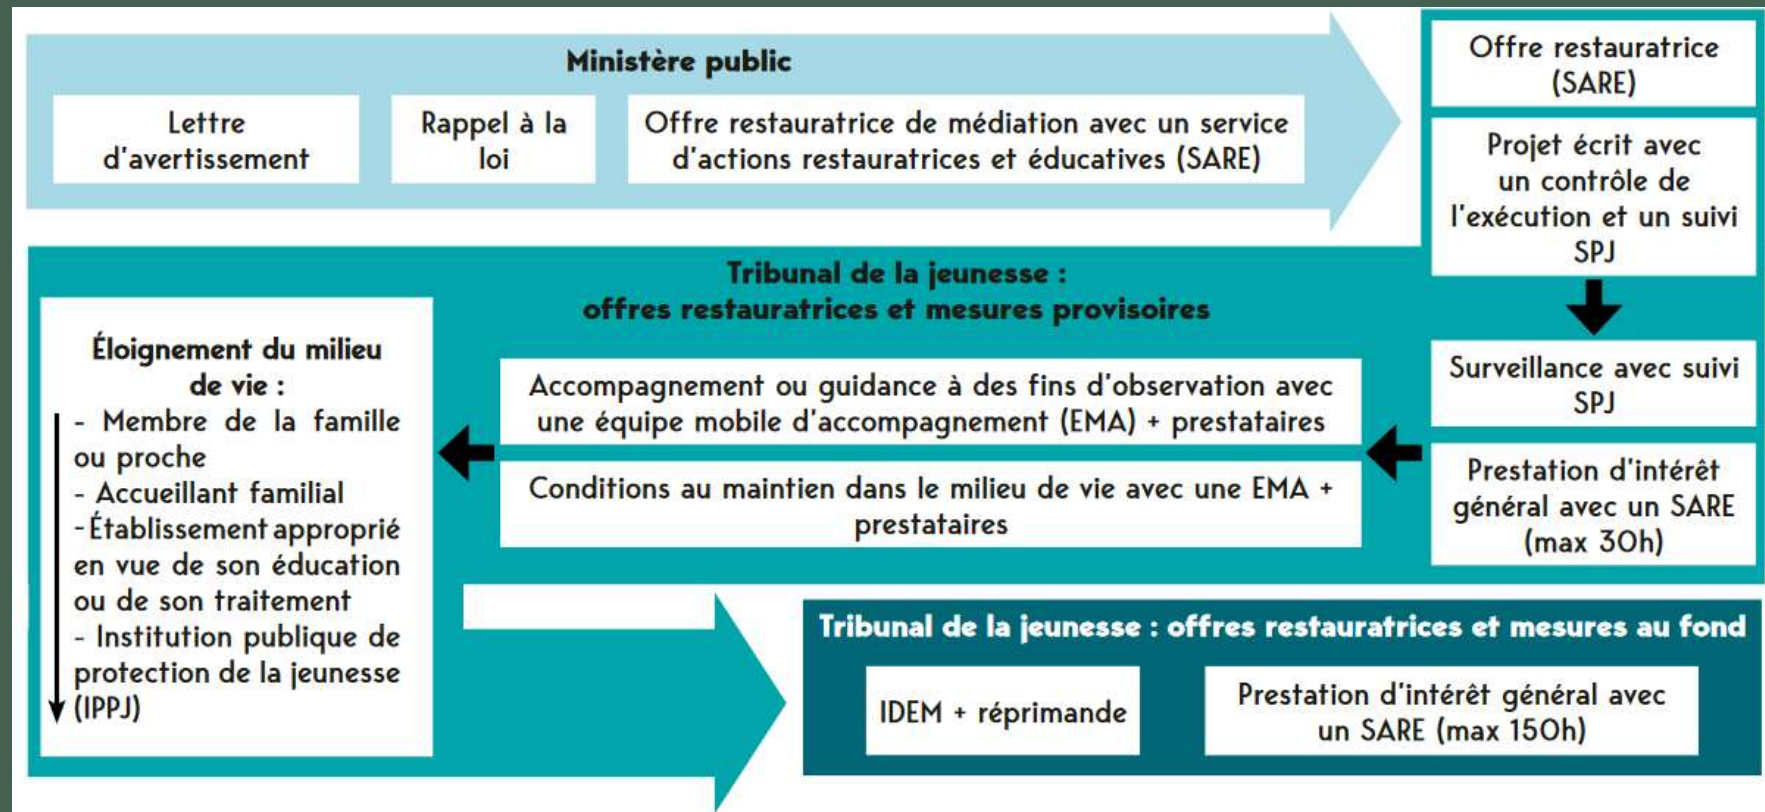 Ministère public
Lettre
d'avertissement
Rappel à la
loi
Offre restauratrice de médiation avec un service
d'actions restauratrices et éducatives (SARE)
Offre restauratrice
(SARE)
Projet écrit avec
un contrôle de
l'exécution et un suivi
SPJ
Tribunal de la jeunesse :
offres restauratrices et mesures provisoires
Surveillance avec suivi
SPJ
Prestation d'intérêt
général avec un SARE
(max 30h)
Accompagnement ou guidance à des fins d'observation avec
une équipe mobile d'accompagnement (EMA) + prestataires
Conditions au maintien dans le milieu de vie avec une EMA +
prestataires
Éloignement du milieu
de vie :
- Membre de la famille
ou proche
- Accueillant familial
- Établissement approprié
en vue de son éducation
ou de son traitement
- Institution publique de
protection de la jeunesse
(IPPJ)
Tribunal de la jeunesse : offres restauratrices et mesures au fond
IDEM + réprimande
Prestation d'intérêt général avec
un SARE (max 150h)